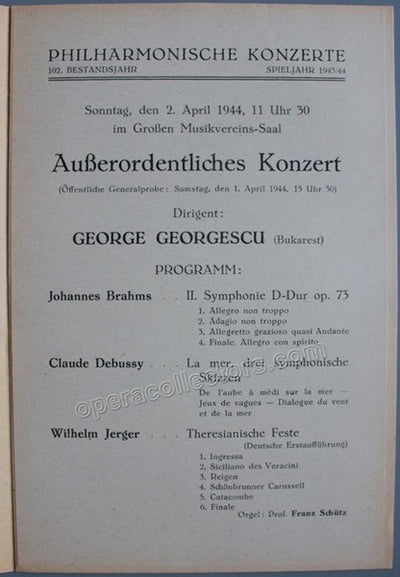 PHILHARMONISCHE KONZERTE
102. BESTANDSJAHR SPIELJAHR 1943/44
Sonntag, den 2. April 1944, 11 Uhr 30
im Großen Musikvereins-Saal
Außerordentliches Konzert
(Öffentliche Generalprobe: Samstag, den 1. April 1944, 15 Uhr 30)
Dirigent:
GEORGE GEORGESCU (Bukarest)
PROGRAMM:
Johannes Brahms . . II. Symphonie D-Dur op. 73
1. Allegro non troppo
2. Adagio non troppo
3. Allegretto grazioso quasi Andante
4. Finale. Allegro con spirito
Claude Debussy . . La mer, drei symphonische
Skizzen
De l'aube à mèdi sur la mer —
Jeux de vagues — Dialogue du vent
et de la mer
operacollectors.com
Wilhelm Jerger . . . Theresianische Feste
(Deutsche Erstaufführung)
1. Ingressa
2. Siciliano des Veracini
3. Reigen
4. Schönbrunner Carussell
5. Catacombe
6. Finale
Orgel: Prof. Franz Schütz